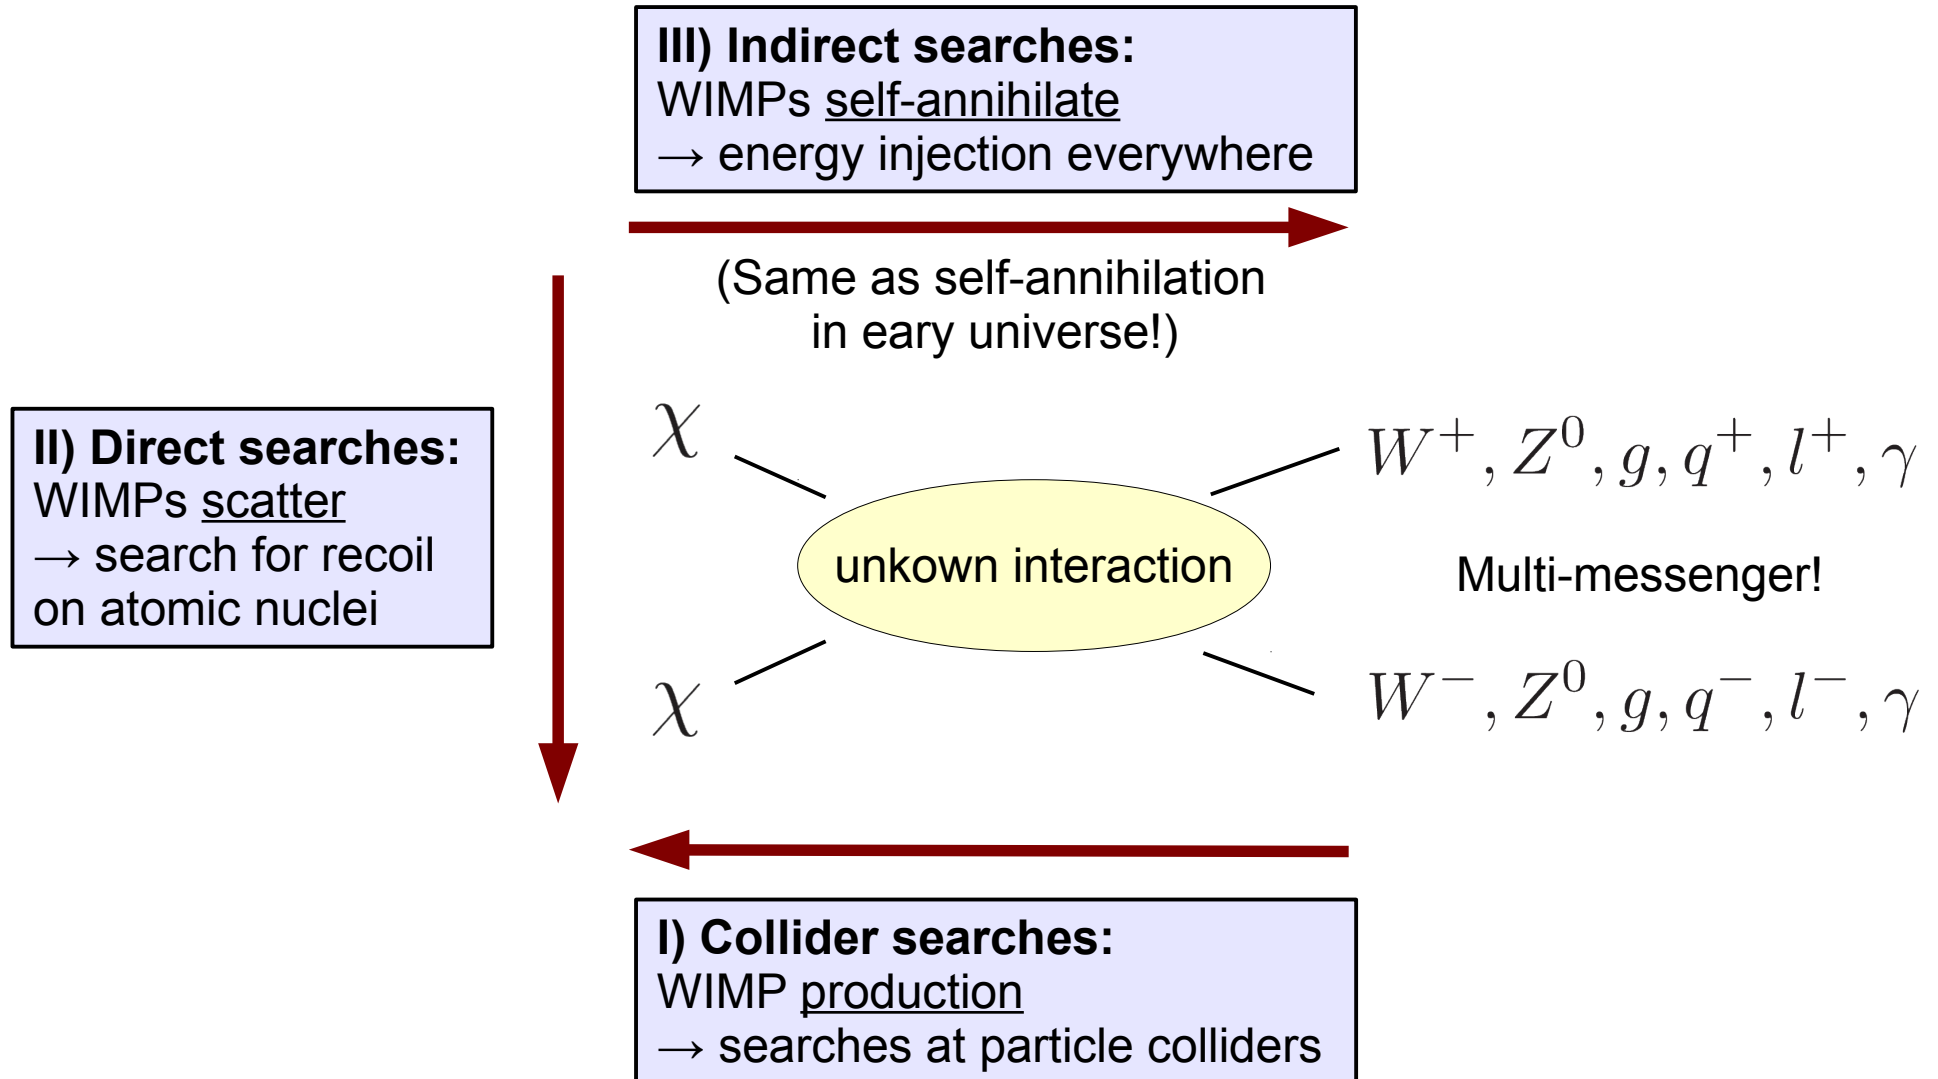 III) Indirect searches:
WIMPs self-annihilate
→ energy injection everywhere
(Same as self-annihilation
in eary universe!)
II) Direct searches:
WIMPs scatter
→ search for recoil
on atomic nuclei
χ
W⁺, Z⁰, g, q⁺, l⁺, γ
unkown interaction
Multi-messenger!
χ
W⁻, Z⁰, g, q⁻, l⁻, γ
I) Collider searches:
WIMP production
→ searches at particle colliders